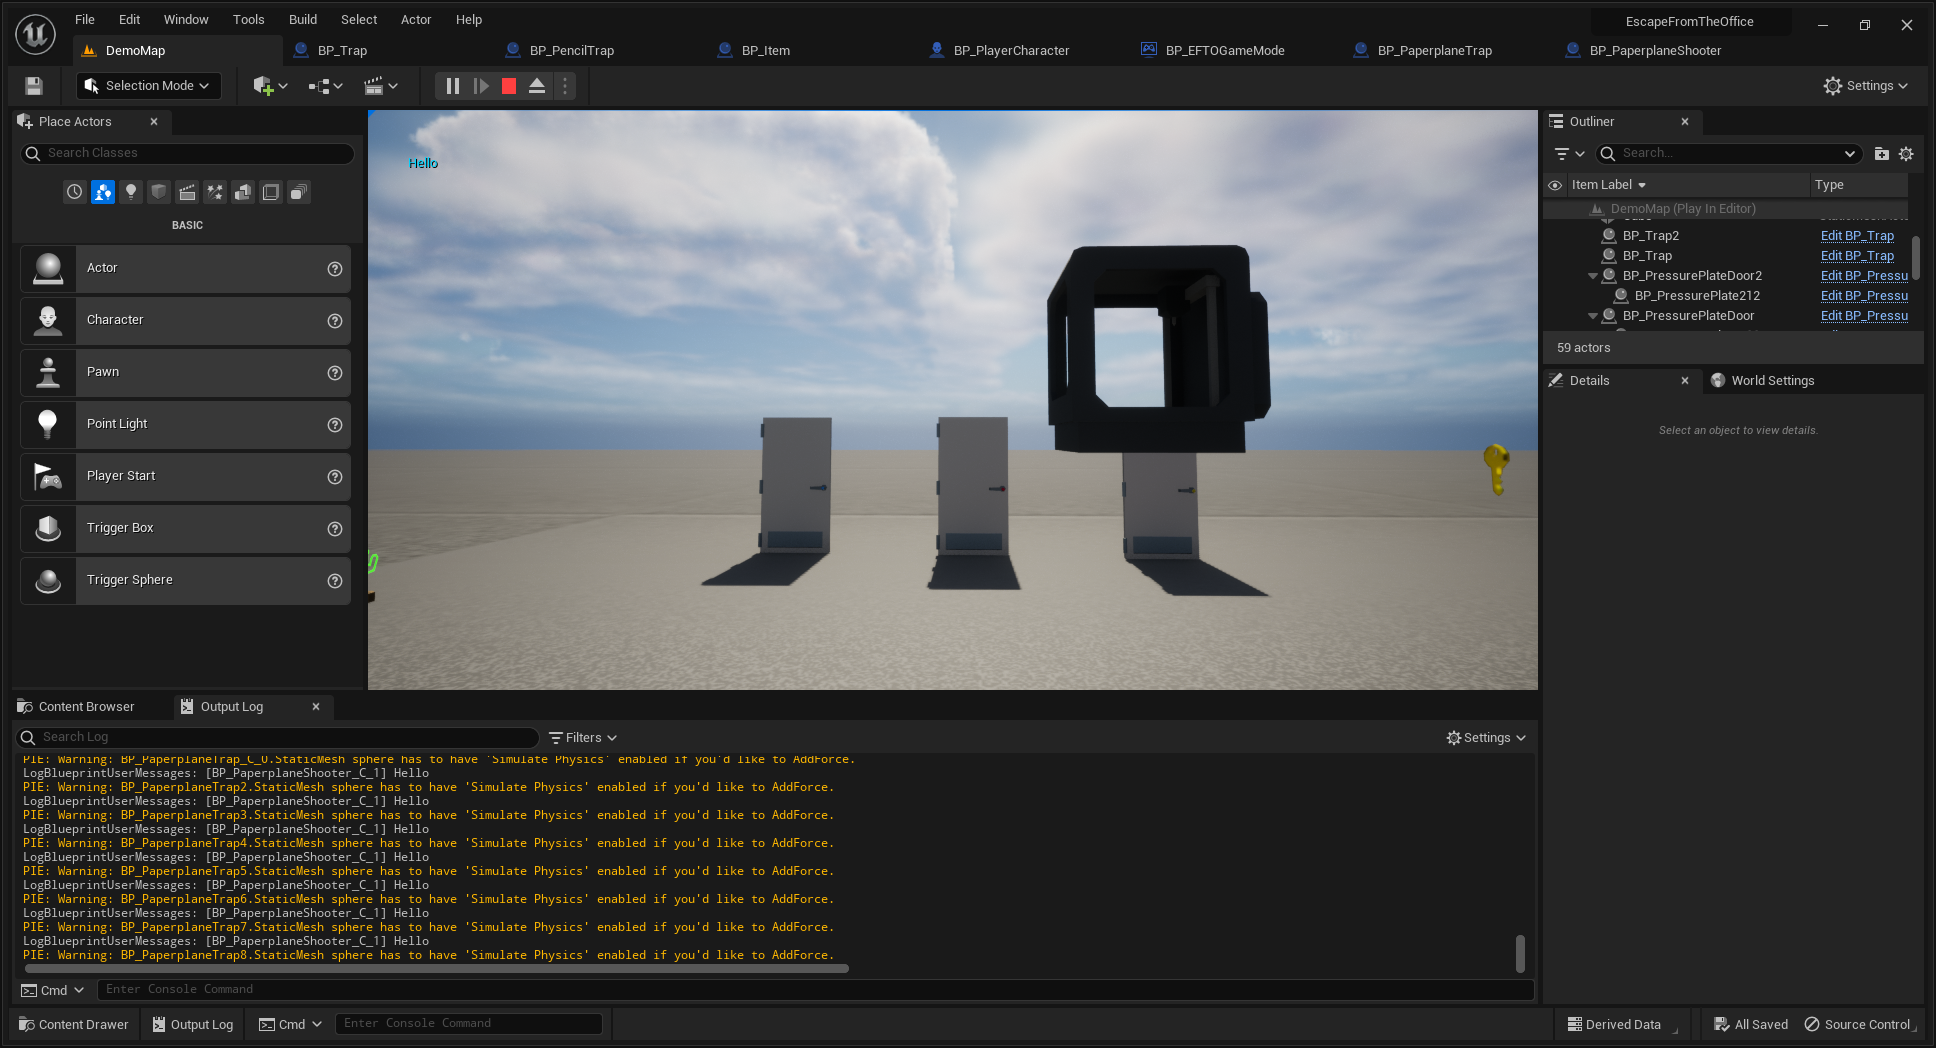 File Edit Window Tools Build Select Actor Help
EscapeFromTheOffice
DemoMap
BP_Trap
BP_PencilTrap
BP_Item
BP_PlayerCharacter
BP_EFTOGameMode
BP_PaperplaneTrap
BP_PaperplaneShooter
Selection Mode
Settings
Place Actors
Search Classes
BASIC
Actor
Character
Pawn
Point Light
Player Start
Trigger Box
Trigger Sphere
Hello
Outliner
Search...
Item Label Type
DemoMap (Play In Editor)
BP_Trap2 Edit BP_Trap
BP_Trap Edit BP_Trap
BP_PressurePlateDoor2 Edit BP_Pressu
BP_PressurePlate212 Edit BP_Pressu
BP_PressurePlateDoor Edit BP_Pressu
59 actors
Details
World Settings
Select an object to view details.
Content Browser
Output Log
Search Log
Filters
Settings
PIE: Warning: BP_PaperplaneTrap_C_0.StaticMesh sphere has to have 'Simulate Physics' enabled if you'd like to AddForce.
LogBlueprintUserMessages: [BP_PaperplaneShooter_C_1] Hello
PIE: Warning: BP_PaperplaneTrap2.StaticMesh sphere has to have 'Simulate Physics' enabled if you'd like to AddForce.
LogBlueprintUserMessages: [BP_PaperplaneShooter_C_1] Hello
PIE: Warning: BP_PaperplaneTrap3.StaticMesh sphere has to have 'Simulate Physics' enabled if you'd like to AddForce.
LogBlueprintUserMessages: [BP_PaperplaneShooter_C_1] Hello
PIE: Warning: BP_PaperplaneTrap4.StaticMesh sphere has to have 'Simulate Physics' enabled if you'd like to AddForce.
LogBlueprintUserMessages: [BP_PaperplaneShooter_C_1] Hello
PIE: Warning: BP_PaperplaneTrap5.StaticMesh sphere has to have 'Simulate Physics' enabled if you'd like to AddForce.
LogBlueprintUserMessages: [BP_PaperplaneShooter_C_1] Hello
PIE: Warning: BP_PaperplaneTrap6.StaticMesh sphere has to have 'Simulate Physics' enabled if you'd like to AddForce.
LogBlueprintUserMessages: [BP_PaperplaneShooter_C_1] Hello
PIE: Warning: BP_PaperplaneTrap7.StaticMesh sphere has to have 'Simulate Physics' enabled if you'd like to AddForce.
LogBlueprintUserMessages: [BP_PaperplaneShooter_C_1] Hello
PIE: Warning: BP_PaperplaneTrap8.StaticMesh sphere has to have 'Simulate Physics' enabled if you'd like to AddForce.
Cmd
Enter Console Command
Content Drawer
Output Log
Cmd
Enter Console Command
Derived Data
All Saved
Source Control